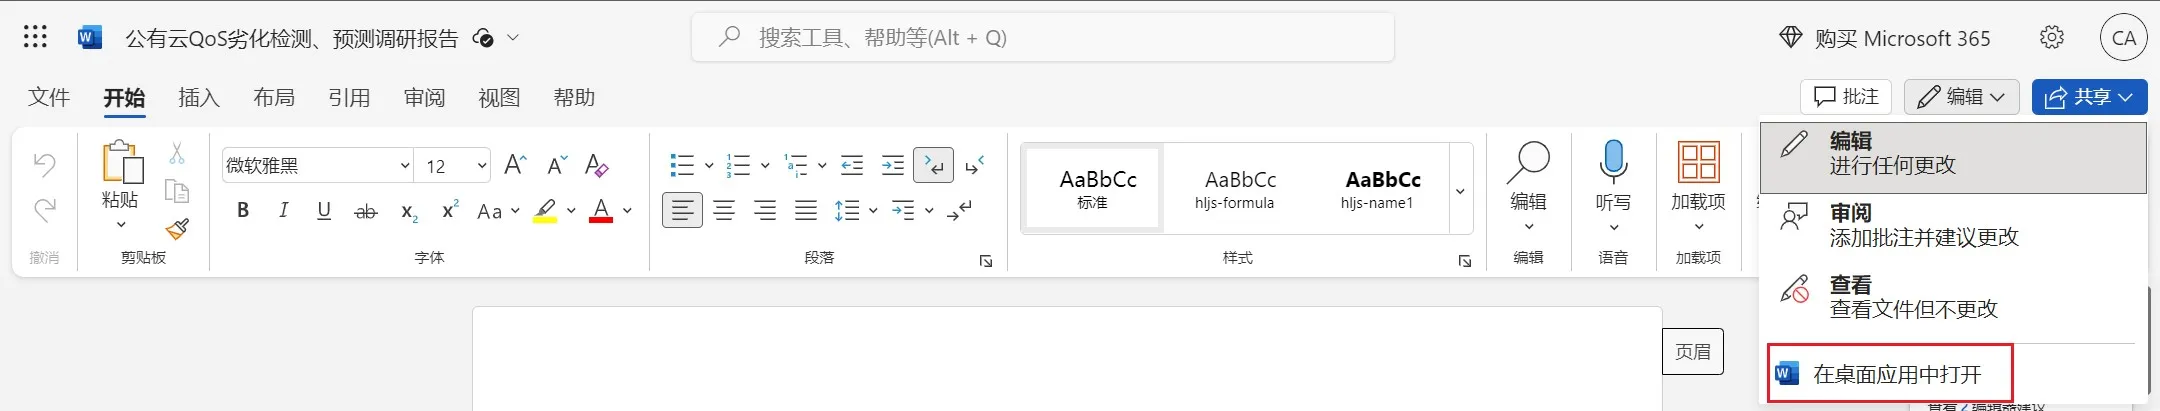 公有云QoS劣化检测、预测调研报告
搜索工具、帮助等(Alt + Q)
购买 Microsoft 365
CA
文件 开始 插入 布局 引用 审阅 视图 帮助
批注 编辑 共享
粘贴
微软雅黑 12
B I U ab x₂ x² Aa A
AaBbCc
标准
AaBbCc
hljs-formula
AaBbCc
hljs-name1
编辑
听写
加载项
撤消 剪贴板 字体 段落 样式 编辑 语音 加载项
编辑
进行任何更改
审阅
添加批注并建议更改
查看
查看文件但不更改
在桌面应用中打开
页眉